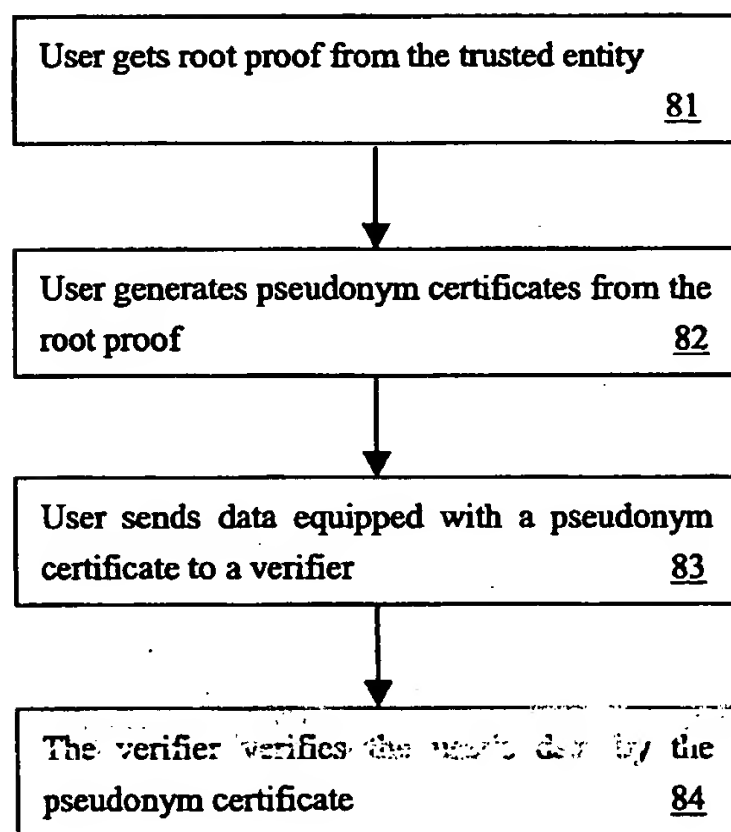 User gets root proof from the trusted entity
81
User generates pseudonym certificates from the
root proof 82
User sends data equipped with a pseudonym
certificate to a verifier 83
The verifier verifies the by the
pseudonym certificate 84